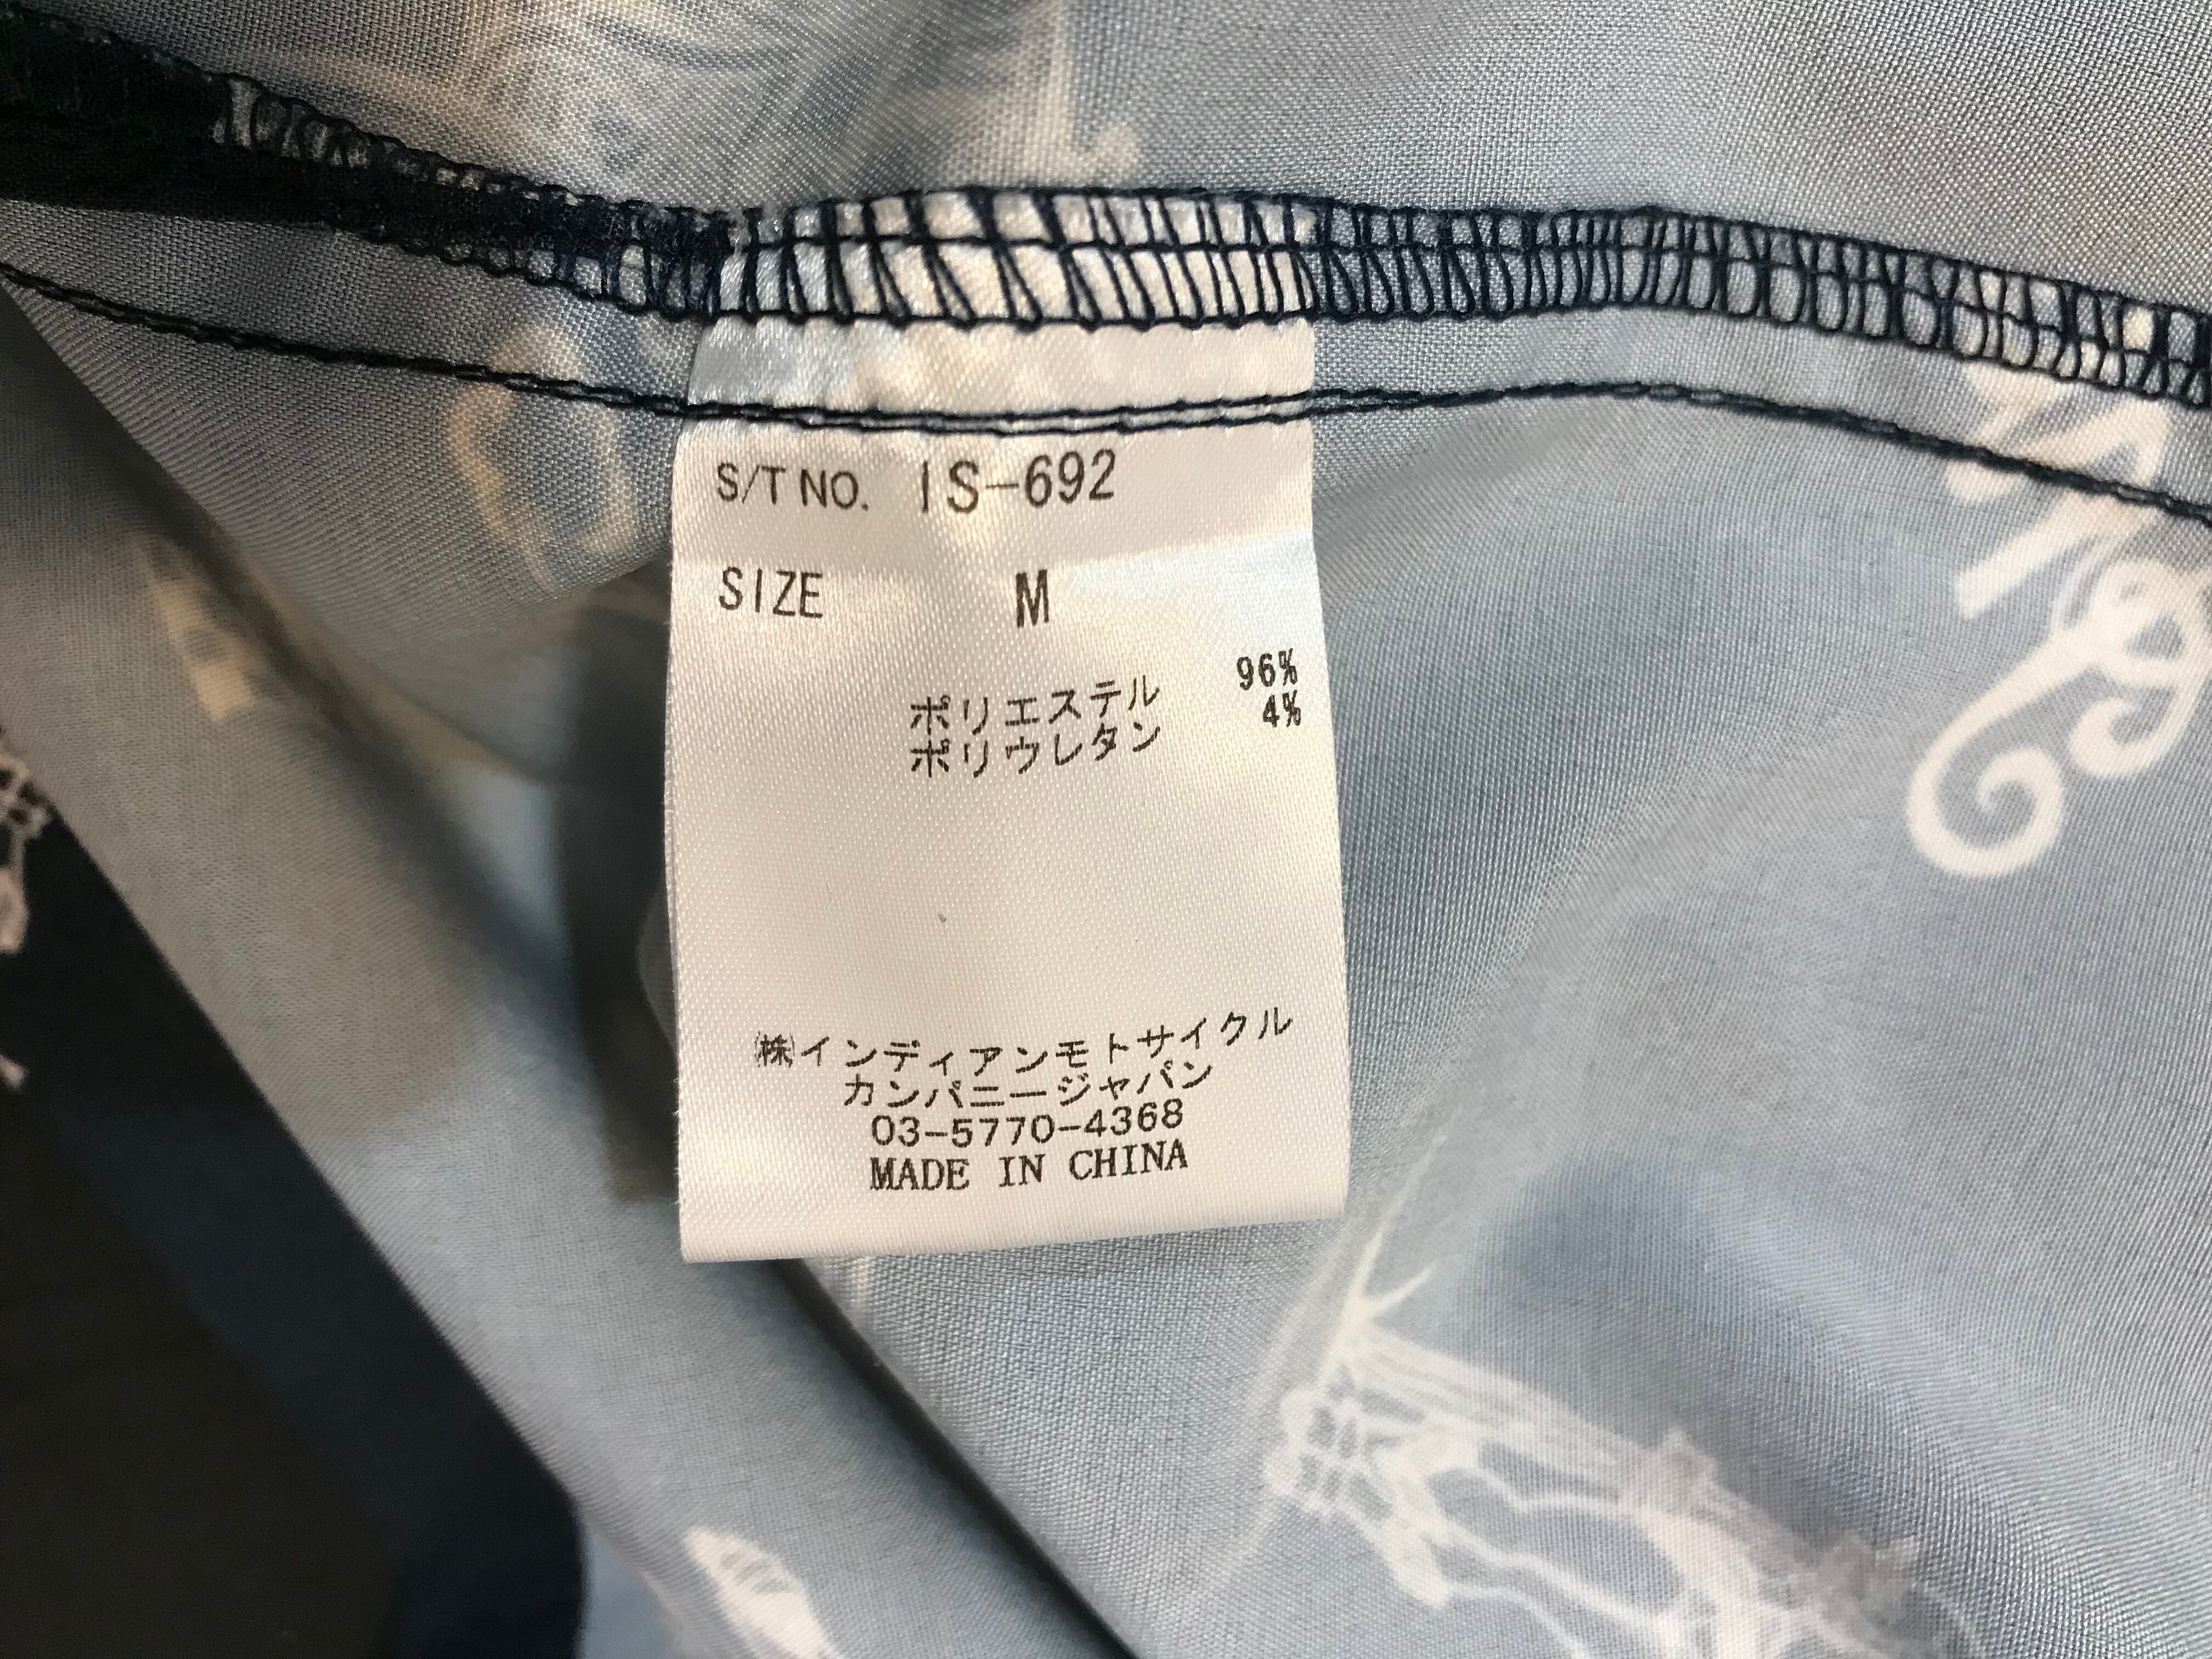 S/T NO. IS-692
SIZE M
ポリエステル 96%
ポリウレタン 4%
㈱インディアンモトサイクル
カンパニージャパン
03-5770-4368
MADE IN CHINA